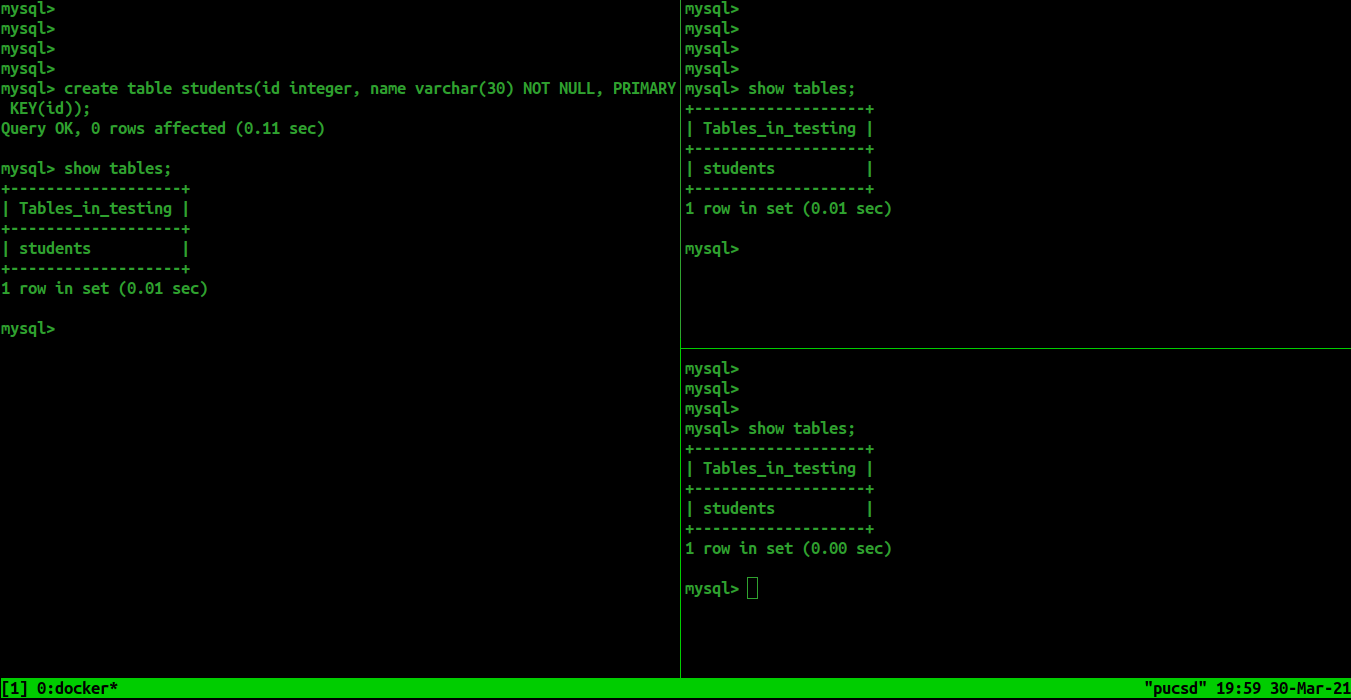 mysql>
mysql>
mysql>
mysql>
mysql> create table students(id integer, name varchar(30) NOT NULL, PRIMARY
 KEY(id));
Query OK, 0 rows affected (0.11 sec)
mysql> show tables;
+-------------------+
| Tables_in_testing |
+-------------------+
| students          |
+-------------------+
1 row in set (0.01 sec)
mysql>
mysql>
mysql>
mysql>
mysql>
mysql> show tables;
+-------------------+
| Tables_in_testing |
+-------------------+
| students          |
+-------------------+
1 row in set (0.01 sec)
mysql>
mysql>
mysql>
mysql>
mysql> show tables;
+-------------------+
| Tables_in_testing |
+-------------------+
| students          |
+-------------------+
1 row in set (0.00 sec)
mysql>
[1] 0:docker* "pucsd" 19:59 30-Mar-21